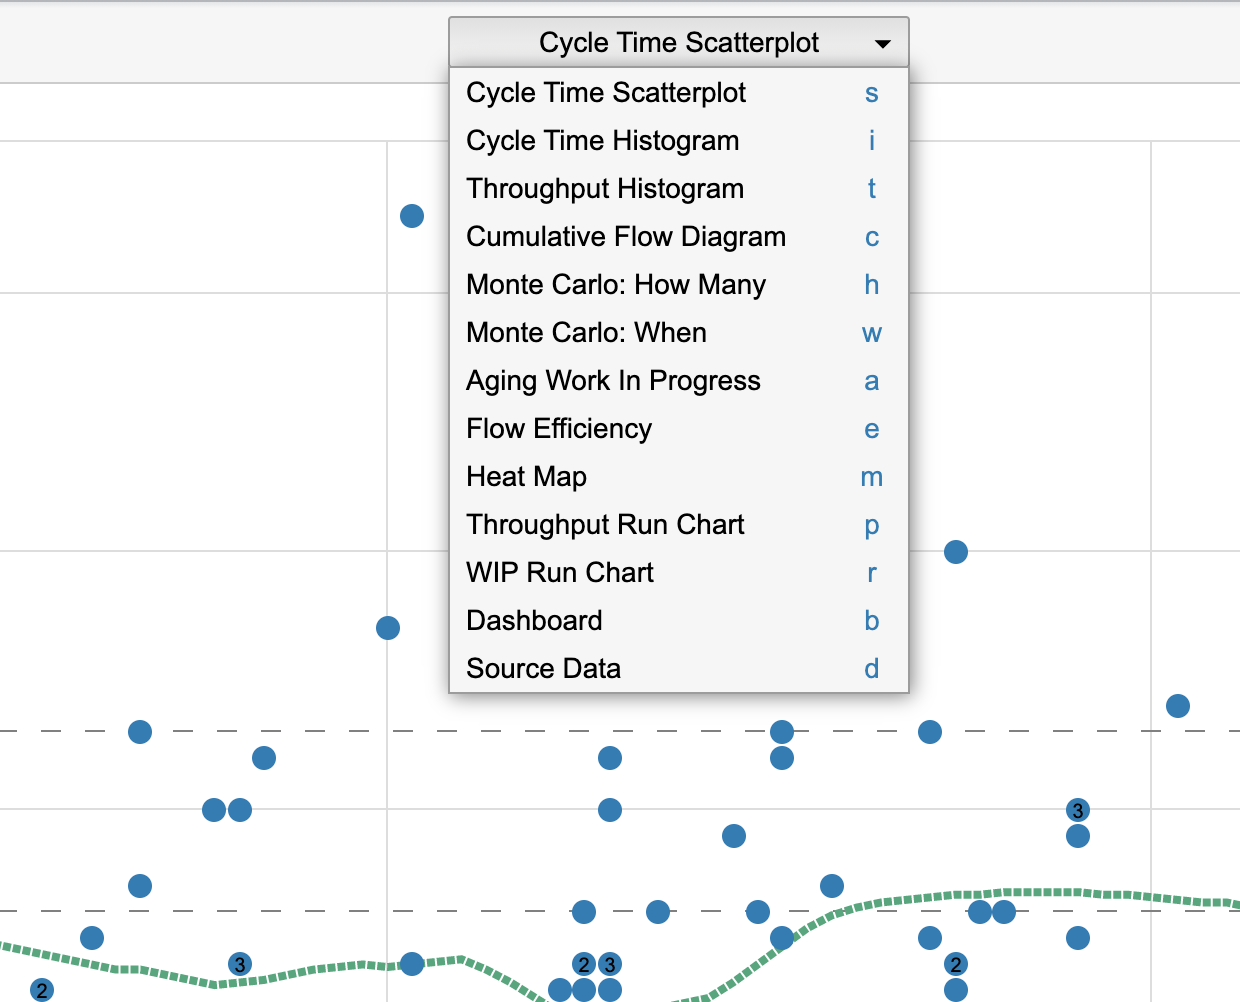 Cycle Time Scatterplot
Cycle Time Scatterplot s
Cycle Time Histogram i
Throughput Histogram t
Cumulative Flow Diagram c
Monte Carlo: How Many h
Monte Carlo: When w
Aging Work In Progress a
Flow Efficiency e
Heat Map m
Throughput Run Chart p
WIP Run Chart r
Dashboard b
Source Data d
3
3 2 3 2
2